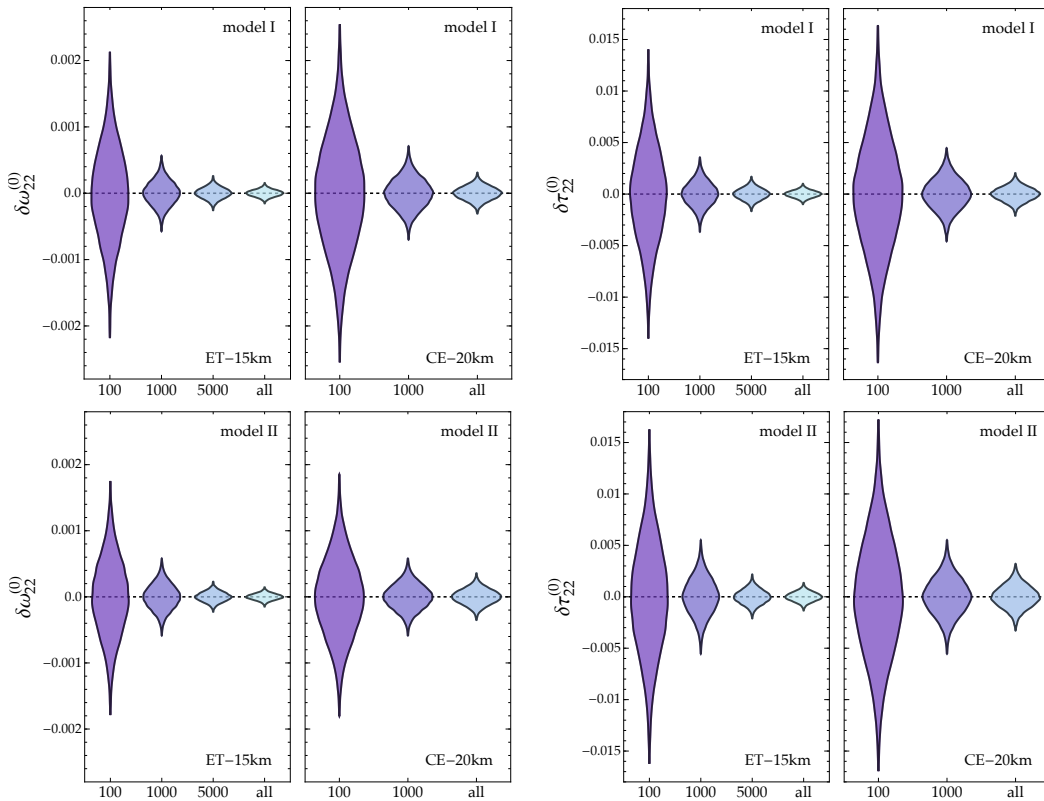 model I
model I
0.002
0.001
0.0
−0.001
−0.002
δω22(0)
ET−15km
CE−20km
100 1000 5000 all
100 1000 all
model I
model I
0.015
0.01
0.005
0.0
−0.005
−0.01
−0.015
δτ22(0)
ET−15km
CE−20km
100 1000 5000 all
100 1000 all
model II
model II
0.002
0.001
0.0
−0.001
−0.002
δω22(0)
ET−15km
CE−20km
100 1000 5000 all
100 1000 all
model II
model II
0.015
0.01
0.005
0.0
−0.005
−0.01
−0.015
δτ22(0)
ET−15km
CE−20km
100 1000 5000 all
100 1000 all